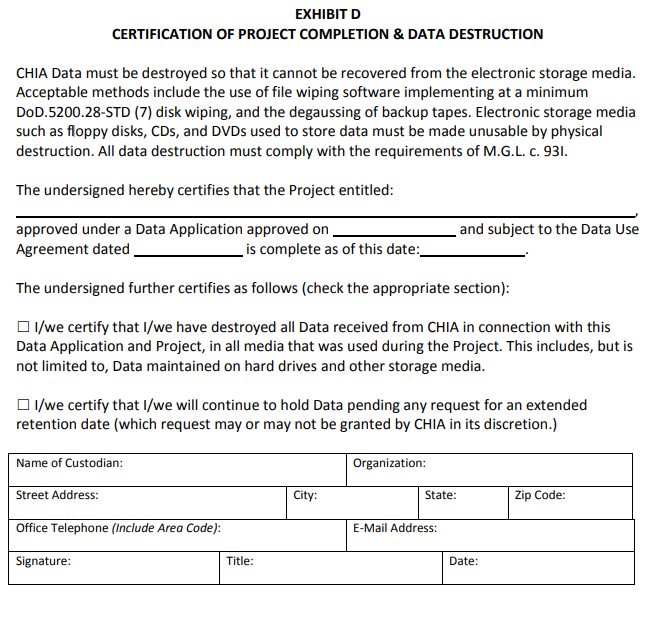 EXHIBIT D
CERTIFICATION OF PROJECT COMPLETION & DATA DESTRUCTION
CHIA Data must be destroyed so that it cannot be recovered from the electronic storage media.
Acceptable methods include the use of file wiping software implementing at a minimum
DoD.5200.28-STD (7) disk wiping, and the degaussing of backup tapes. Electronic storage media
such as floppy disks, CDs, and DVDs used to store data must be made unusable by physical
destruction. All data destruction must comply with the requirements of M.G.L. c. 93I.
The undersigned hereby certifies that the Project entitled:
,
approved under a Data Application approved on _______________ and subject to the Data Use
Agreement dated _____________ is complete as of this date:_____________.
The undersigned further certifies as follows (check the appropriate section):
☐ I/we certify that I/we have destroyed all Data received from CHIA in connection with this
Data Application and Project, in all media that was used during the Project. This includes, but is
not limited to, Data maintained on hard drives and other storage media.
☐ I/we certify that I/we will continue to hold Data pending any request for an extended
retention date (which request may or may not be granted by CHIA in its discretion.)
Name of Custodian: Organization:
Street Address: City: State: Zip Code:
Office Telephone (Include Area Code): E-Mail Address:
Signature: Title: Date: